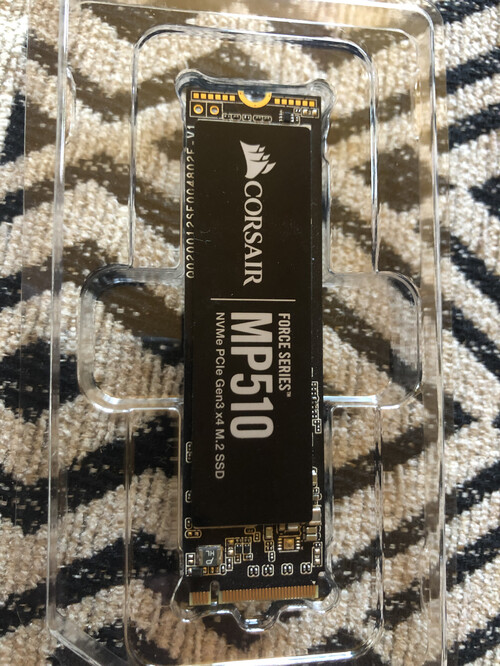 CORSAIR
FORCE SERIES™
MP510
NVMe PCIe Gen3 x4 M.2 SSD